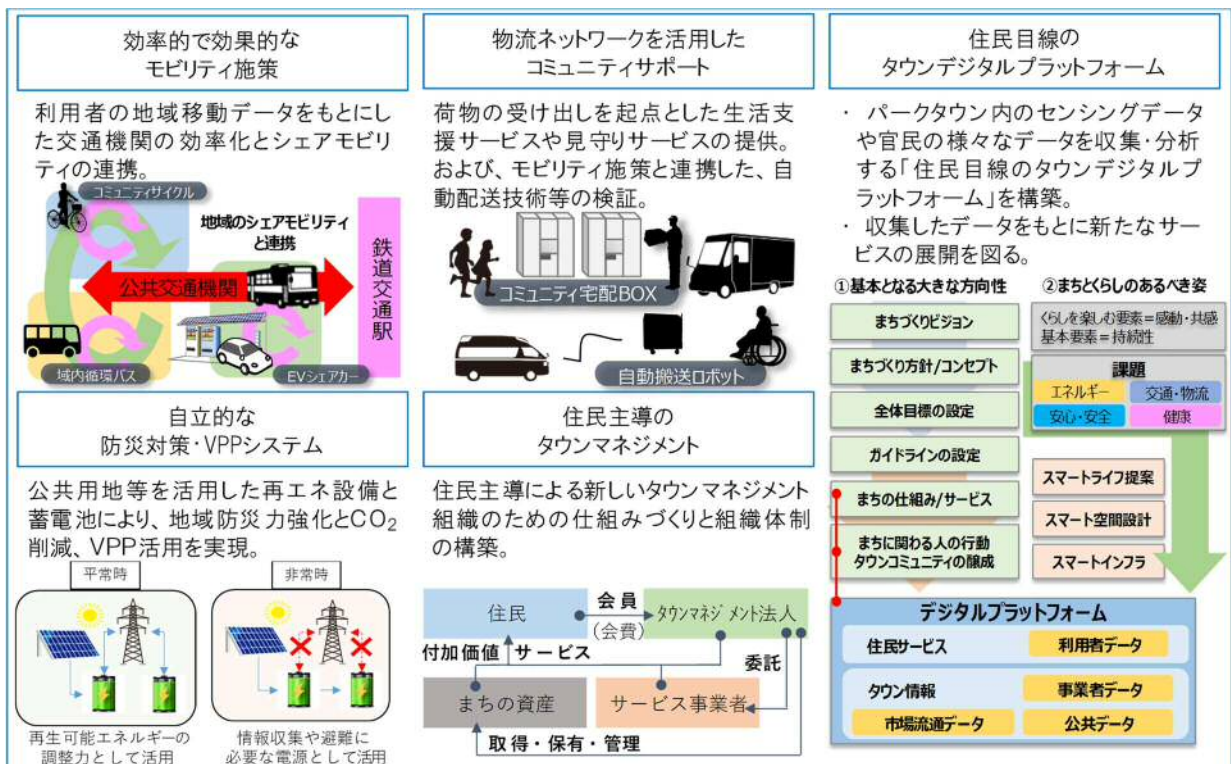 効率的で効果的な
モビリティ施策
利用者の地域移動データをもとにし
た交通機関の効率化とシェアモビリ
ティの連携。
コミュニティサイクル
地域のシェアモビリティ
と連携
公共交通機関
鉄道交通駅
域内循環バス
EVシェアカー
物流ネットワークを活用した
コミュニティサポート
荷物の受け出しを起点とした生活支
援サービスや見守りサービスの提供。
および、モビリティ施策と連携した、自
動配送技術等の検証。
コミュニティ宅配BOX
自動搬送ロボット
住民目線の
タウンデジタルプラットフォーム
・ パークタウン内のセンシングデータ
や官民の様々なデータを収集・分析
する「住民目線のタウンデジタルプ
ラットフォーム」を構築。
・ 収集したデータをもとに新たなサー
ビスの展開を図る。
①基本となる大きな方向性
まちづくりビジョン
まちづくり方針/コンセプト
全体目標の設定
ガイドラインの設定
まちの仕組み/サービス
まちに関わる人の行動
タウンコミュニティの醸成
②まちとくらしのあるべき姿
くらしを楽しむ要素＝感動・共感
基本要素＝持続性
課題
エネルギー
交通・物流
安心・安全
健康
スマートライフ提案
スマート空間設計
スマートインフラ
デジタルプラットフォーム
住民サービス
利用者データ
タウン情報
事業者データ
市場流通データ
公共データ
自立的な
防災対策・VPPシステム
公共用地等を活用した再エネ設備と
蓄電池により、地域防災力強化とCO₂
削減、VPP活用を実現。
平常時
非常時
再生可能エネルギーの
調整力として活用
情報収集や避難に
必要な電源として活用
住民主導の
タウンマネジメント
住民主導による新しいタウンマネジメント
組織のための仕組みづくりと組織体制
の構築。
住民
会員
(会費)
タウンマネジメント法人
付加価値
サービス
委託
まちの資産
サービス事業者
取得・保有・管理